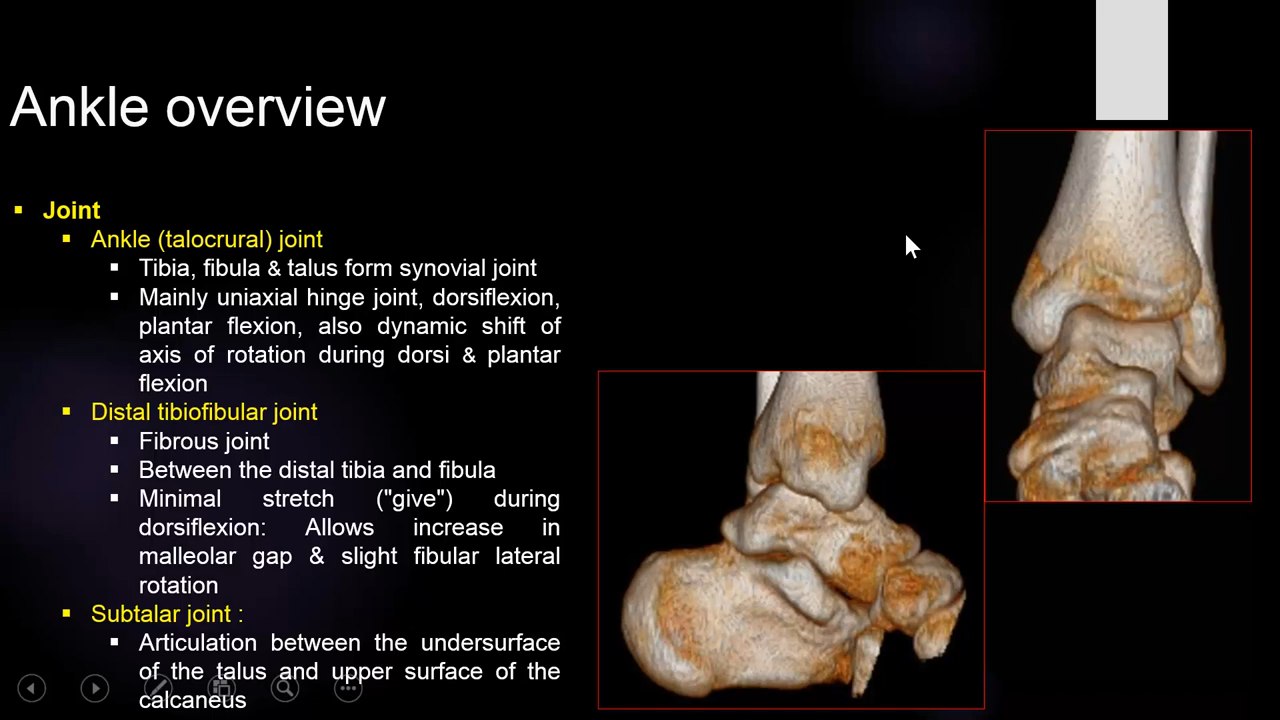 Ankle overview
Joint
Ankle (talocrural) joint
Tibia, fibula & talus form synovial joint
Mainly uniaxial hinge joint, dorsiflexion,
plantar flexion, also dynamic shift of
axis of rotation during dorsi & plantar
flexion
Distal tibiofibular joint
Fibrous joint
Between the distal tibia and fibula
Minimal stretch ("give") during
dorsiflexion: Allows increase in
malleolar gap & slight fibular lateral
rotation
Subtalar joint :
Articulation between the undersurface
of the talus and upper surface of the
calcaneus